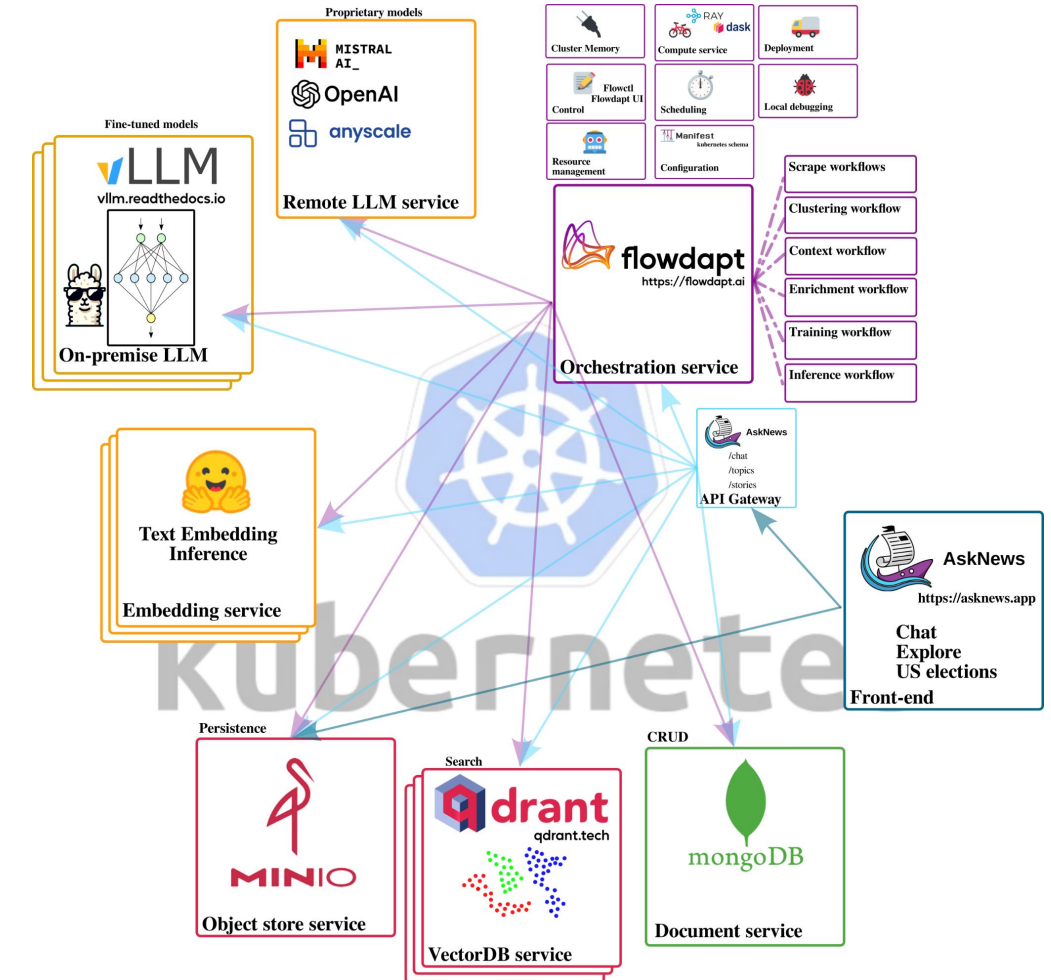 Proprietary models
MISTRAL
AI_
OpenAI
anyscale
Remote LLM service
Fine-tuned models
vLLM
vllm.readthedocs.io
On-premise LLM
Cluster Memory
RAY
dask
Compute service
Deployment
Flowctl
Flowdapt UI
Control
Scheduling
Local debugging
Resource
management
Manifest
kubernetes schema
Configuration
flowdapt
https://flowdapt.ai
Orchestration service
Scrape workflows
Clustering workflow
Context workflow
Enrichment workflow
Training workflow
Inference workflow
AskNews
/chat
/topics
/stories
API Gateway
Text Embedding
Inference
Embedding service
AskNews
https://asknews.app
Chat
Explore
US elections
Front-end
kubernete
Persistence
MINIO
Object store service
Search
qdrant
qdrant.tech
VectorDB service
CRUD
mongoDB
Document service